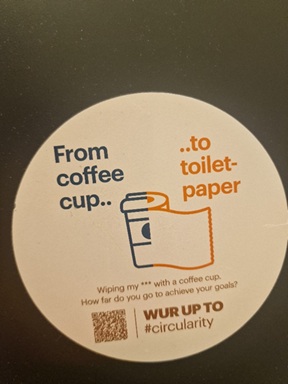 From
coffee
cup..
..to
toilet-
paper
Wiping my *** with a coffee cup.
How far do you go to achieve your goals?
WUR UP TO
#circularity